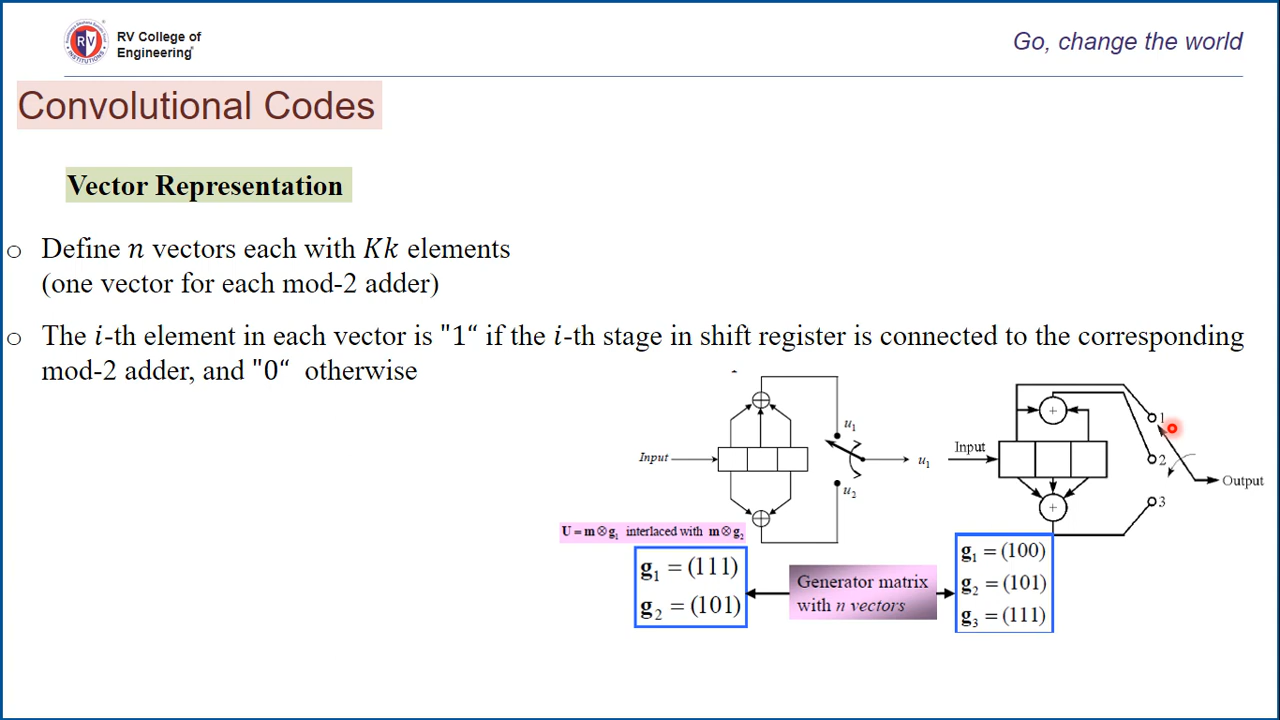 RV College of
Engineering
Go, change the world
Convolutional Codes
Vector Representation
Define n vectors each with Kk elements
(one vector for each mod-2 adder)
The i-th element in each vector is "1“ if the i-th stage in shift register is connected to the corresponding
mod-2 adder, and "0“ otherwise
Input
u₁
u₁
u₂
Input
1
2
3
Output
U = m⊗g₁ interlaced with m⊗g₂
g₁ = (111)
g₂ = (101)
Generator matrix
with n vectors
g₁ = (100)
g₂ = (101)
g₃ = (111)